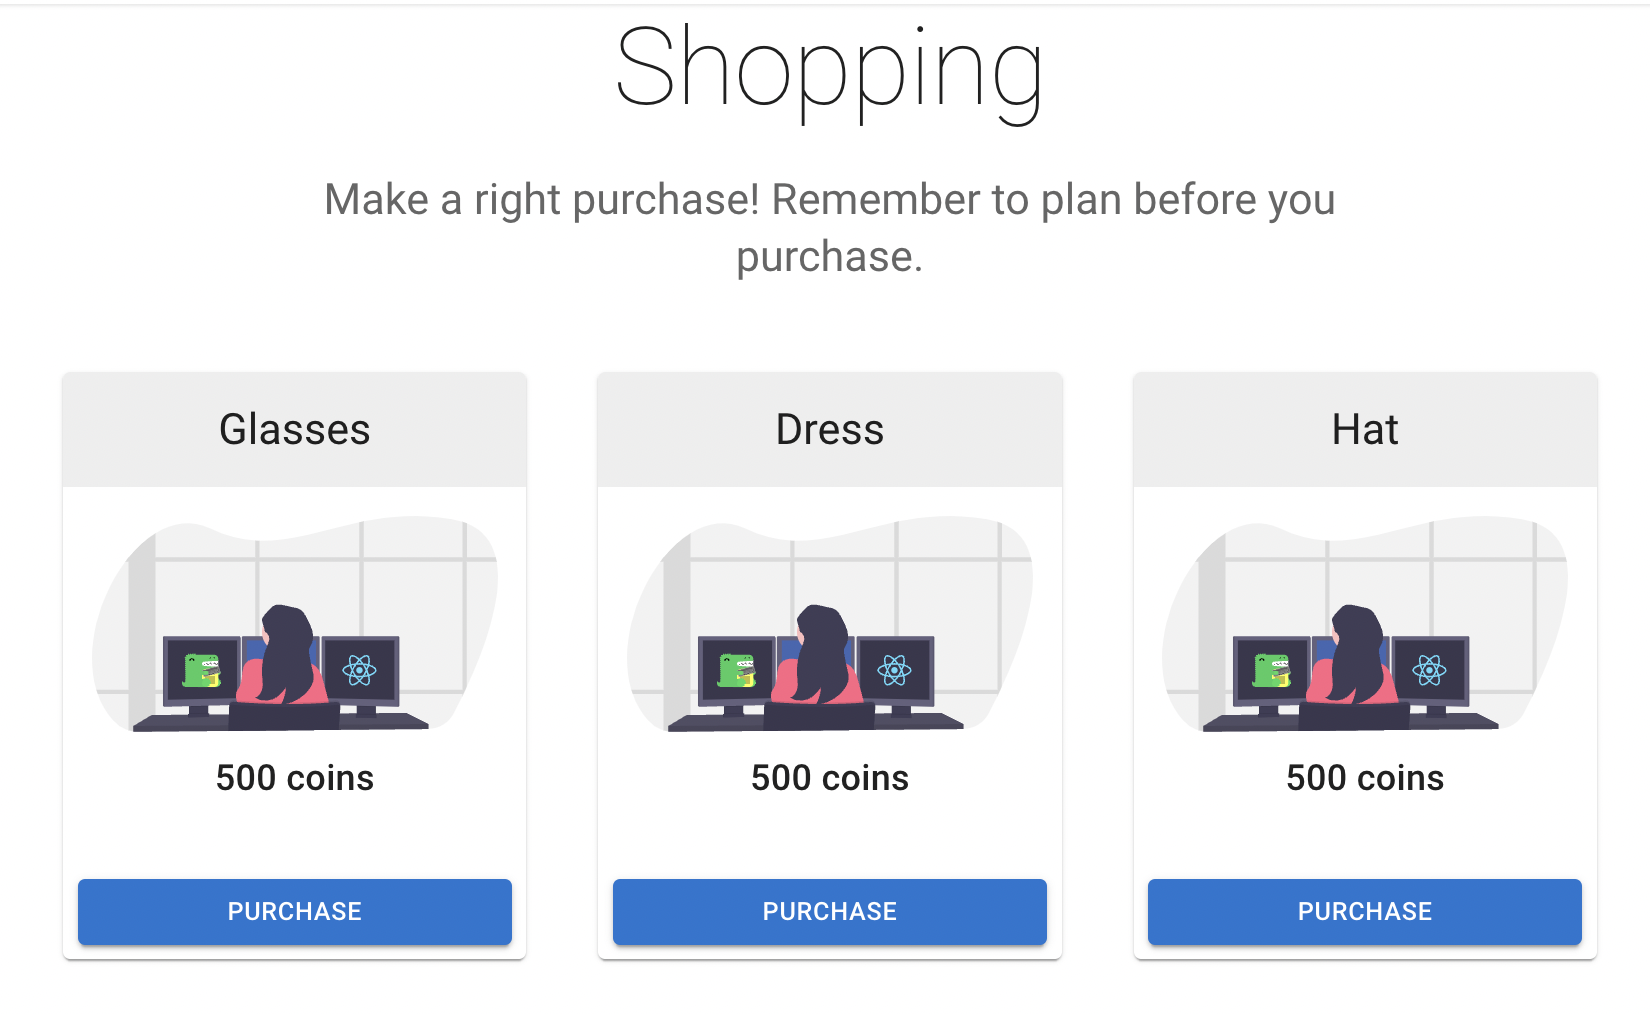 Shopping
Make a right purchase! Remember to plan before you
purchase.
Glasses
Dress
Hat
500 coins
500 coins
500 coins
PURCHASE
PURCHASE
PURCHASE